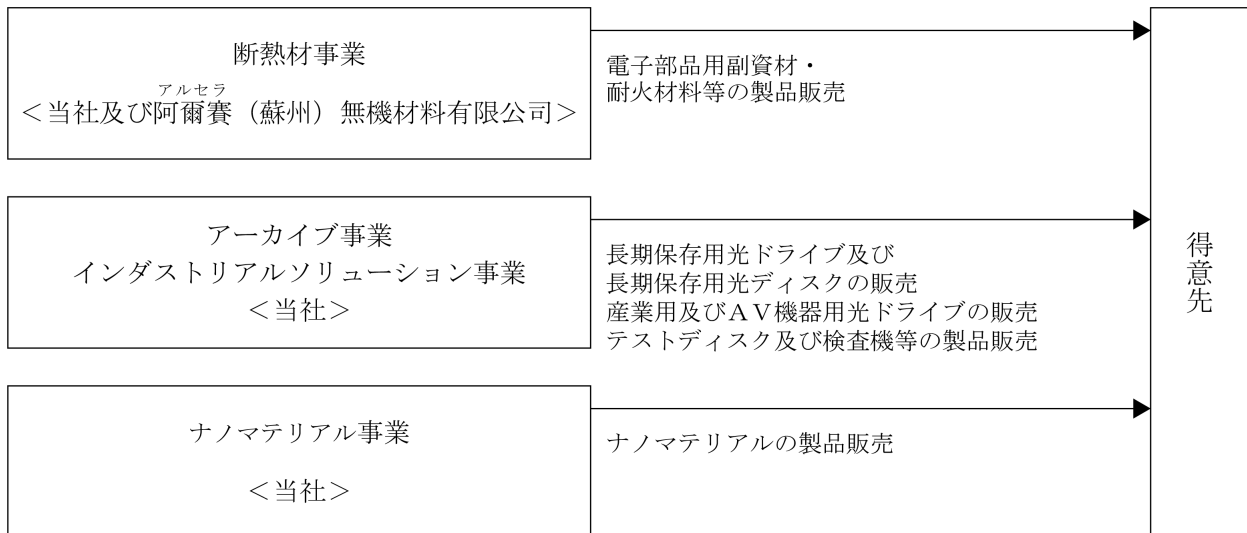 断熱材事業
アルセラ
＜当社及び阿爾賽（蘇州）無機材料有限公司＞
電子部品用副資材・
耐火材料等の製品販売
アーカイブ事業
インダストリアルソリューション事業
＜当社＞
長期保存用光ドライブ及び
長期保存用光ディスクの販売
産業用及びＡＶ機器用光ドライブの販売
テストディスク及び検査機等の製品販売
ナノマテリアル事業
＜当社＞
ナノマテリアルの製品販売
得意先